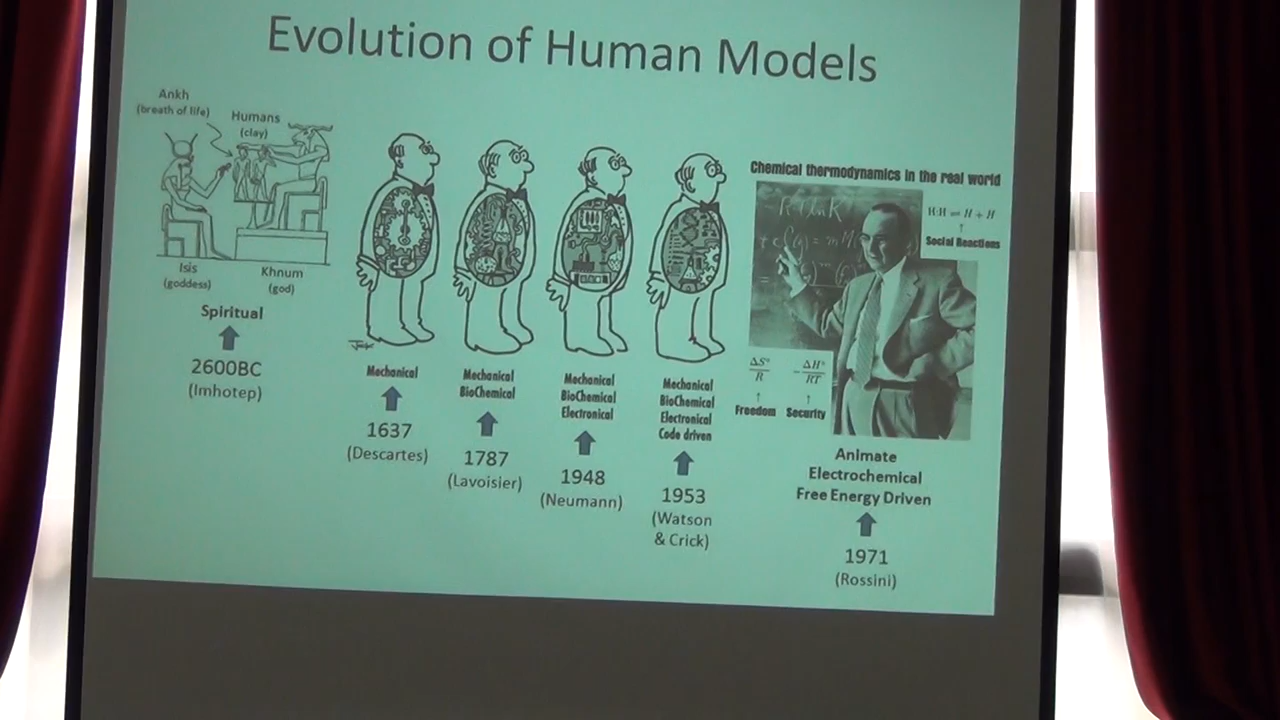 Evolution of Human Models
Ankh
(breath of life)
Humans
(clay)
Isis
(goddess)
Khnum
(god)
Spiritual
2600BC
(Imhotep)
Mechanical
1637
(Descartes)
Mechanical
BioChemical
1787
(Lavoisier)
Mechanical
BioChemical
Electronical
1948
(Neumann)
Mechanical
BioChemical
Electronical
Code driven
1953
(Watson
& Crick)
Chemical thermodynamics in the real world
H:H ⇌ H + H
Social Reactions
ΔS°
R
Freedom
-ΔH°
RT
Security
Animate
Electrochemical
Free Energy Driven
1971
(Rossini)